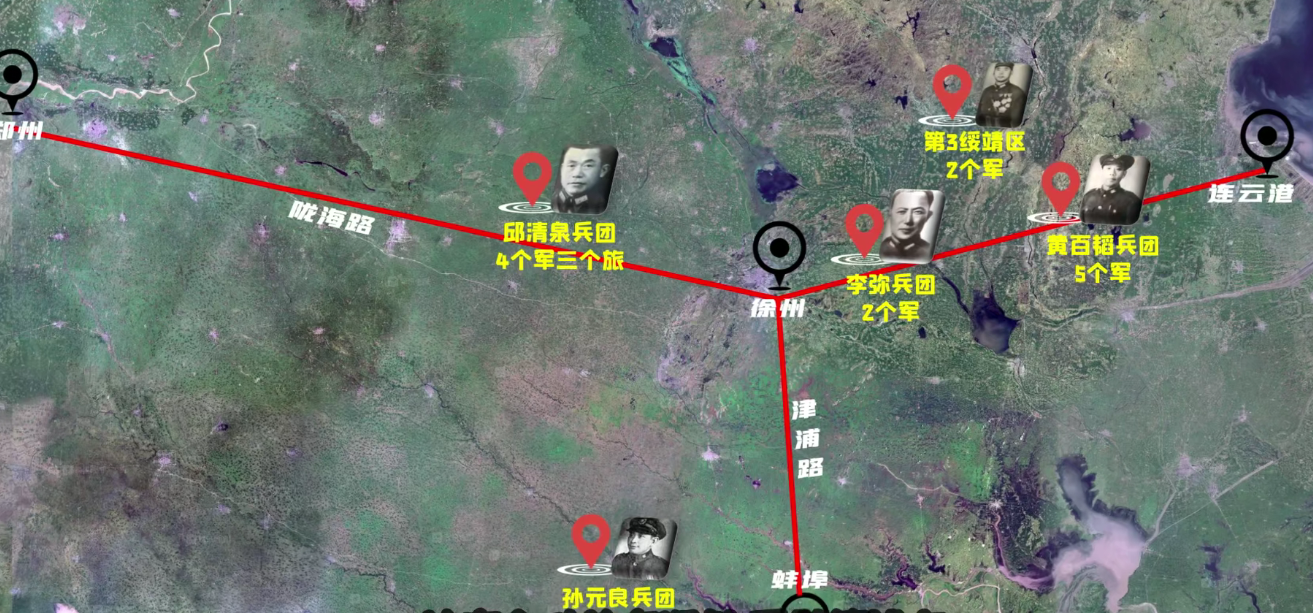 郑州
陇海路
邱清泉兵团
4个军三个旅
徐州
李弥兵团
2个军
第3绥靖区
2个军
黄百韬兵团
5个军
连云港
津
浦
路
蚌埠
孙元良兵团